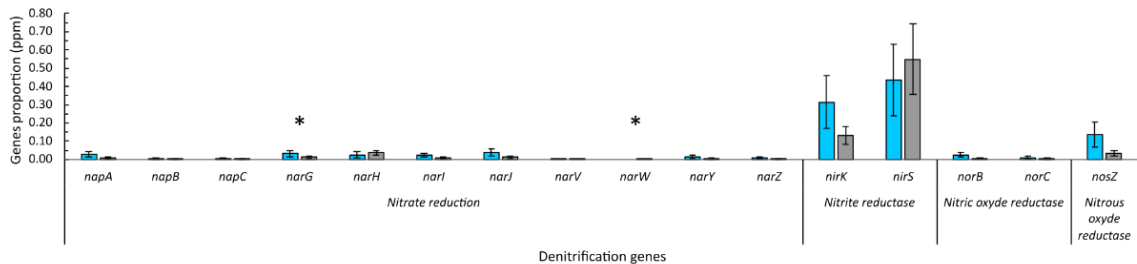 Genes proportion (ppm)
0.80
0.70
0.60
0.50
0.40
0.30
0.20
0.10
0.00
*
*
napA napB napC narG narH narI narJ narV narW narY narZ nirK nirS norB norC nosZ
Nitrate reduction Nitrite reductase Nitric oxyde reductase Nitrous
oxyde
reductase
Denitrification genes